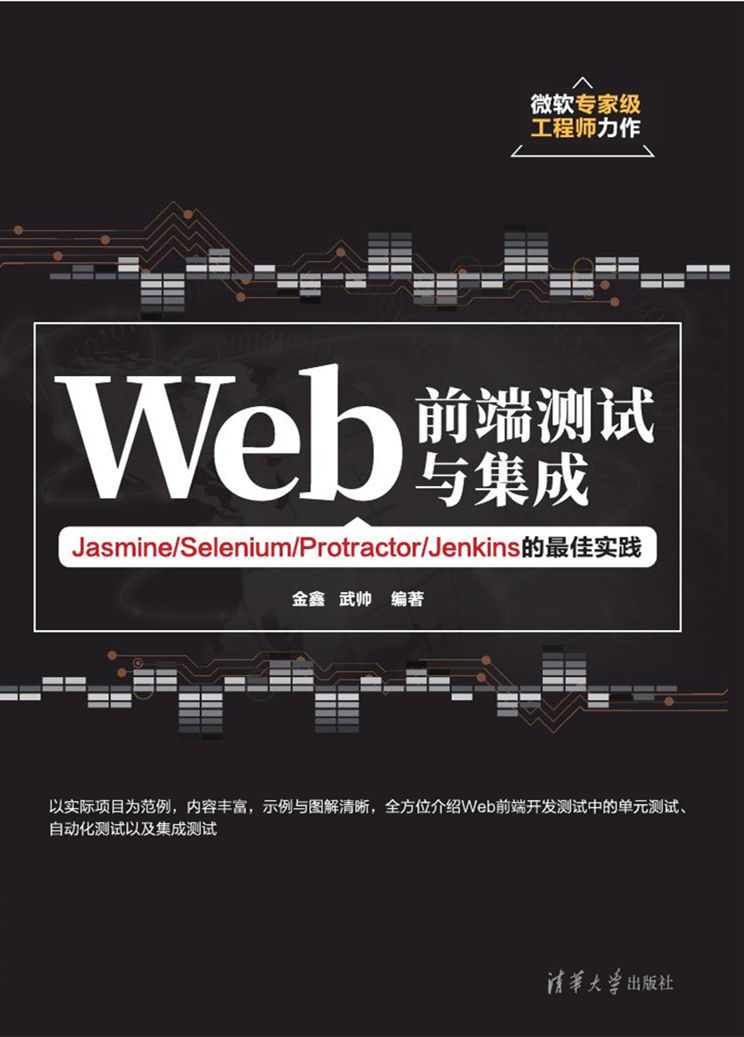 微软专家级
工程师力作
Web
前端测试
与集成
Jasmine/Selenium/Protractor/Jenkins的最佳实践
金鑫 武帅 编著
以实际项目为范例，内容丰富，示例与图解清晰，全方位介绍Web前端开发测试中的单元测试、
自动化测试以及集成测试
清华大学出版社